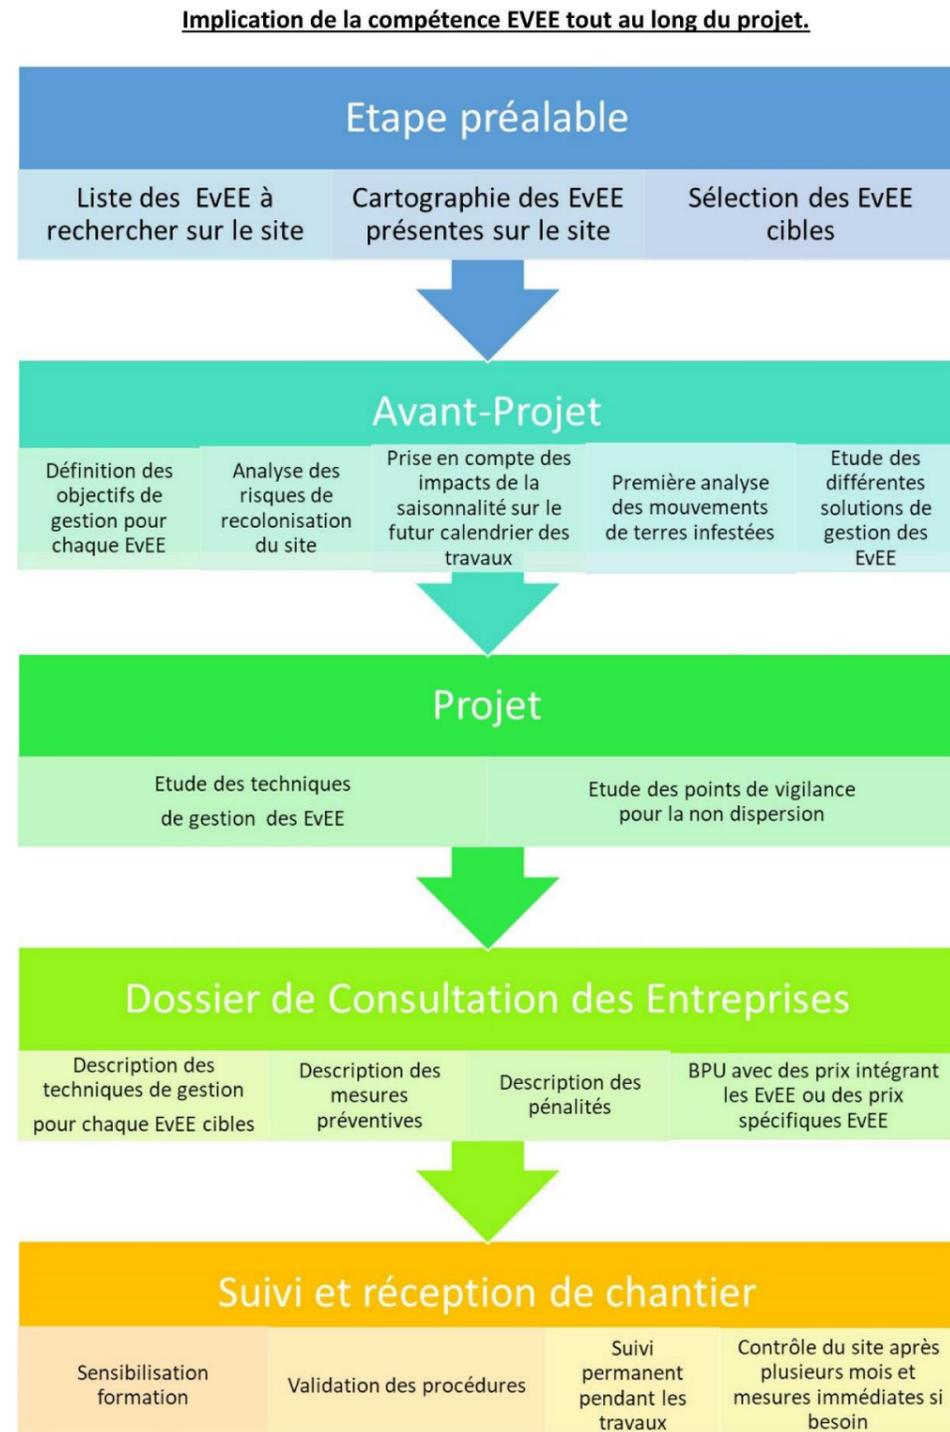 Implication de la compétence EVEE tout au long du projet.
Etape préalable
Liste des EvEE à
rechercher sur le site
Cartographie des EvEE
présentes sur le site
Sélection des EvEE
cibles
Avant-Projet
Définition des
objectifs de
gestion pour
chaque EvEE
Analyse des
risques de
recolonisation
du site
Prise en compte des
impacts de la
saisonnalité sur le
futur calendrier des
travaux
Première analyse
des mouvements
de terres infestées
Etude des
différentes
solutions de
gestion des
EvEE
Projet
Etude des techniques
de gestion des EvEE
Etude des points de vigilance
pour la non dispersion
Dossier de Consultation des Entreprises
Description des
techniques de gestion
pour chaque EvEE cibles
Description des
mesures
préventives
Description des
pénalités
BPU avec des prix intégrant
les EvEE ou des prix
spécifiques EvEE
Suivi et réception de chantier
Sensibilisation
formation
Validation des procédures
Suivi
permanent
pendant les
travaux
Contrôle du site après
plusieurs mois et
mesures immédiates si
besoin